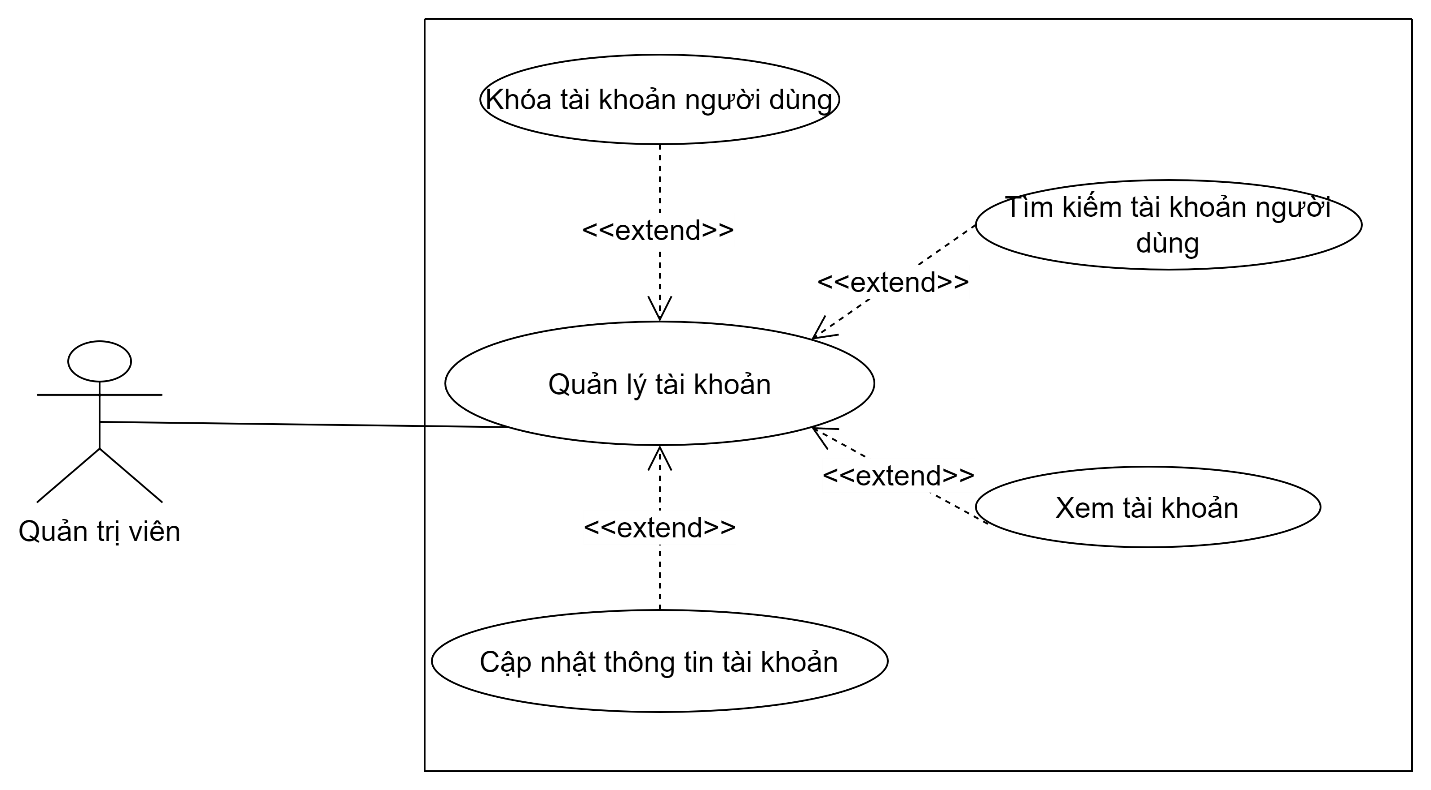 Khóa tài khoản người dùng
<<extend>>
Tìm kiếm tài khoản người
dùng
<<extend>>
Quản lý tài khoản
<<extend>>
Xem tài khoản
<<extend>>
Quản trị viên
Cập nhật thông tin tài khoản